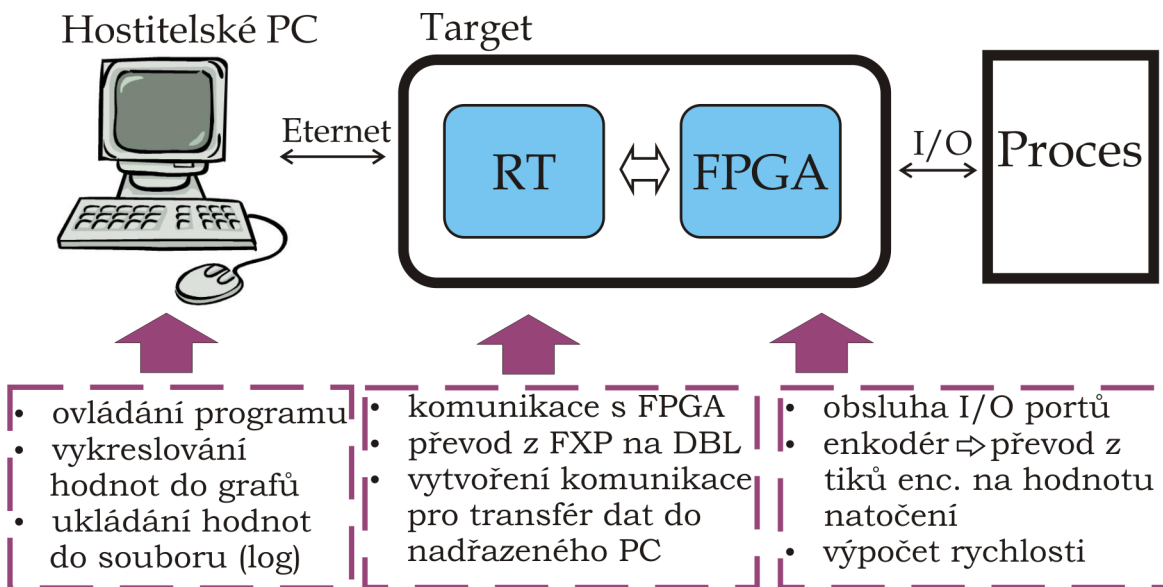 Hostitelské PC
Target
Eternet
RT
FPGA
I/O
Proces
• ovládání programu
• vykreslování
hodnot do grafů
• ukládání hodnot
do souboru (log)
• komunikace s FPGA
• převod z FXP na DBL
• vytvoření komunikace
pro transfér dat do
nadřazeného PC
• obsluha I/O portů
• enkodér ⇨ převod z
tiků enc. na hodnotu
natočení
• výpočet rychlosti